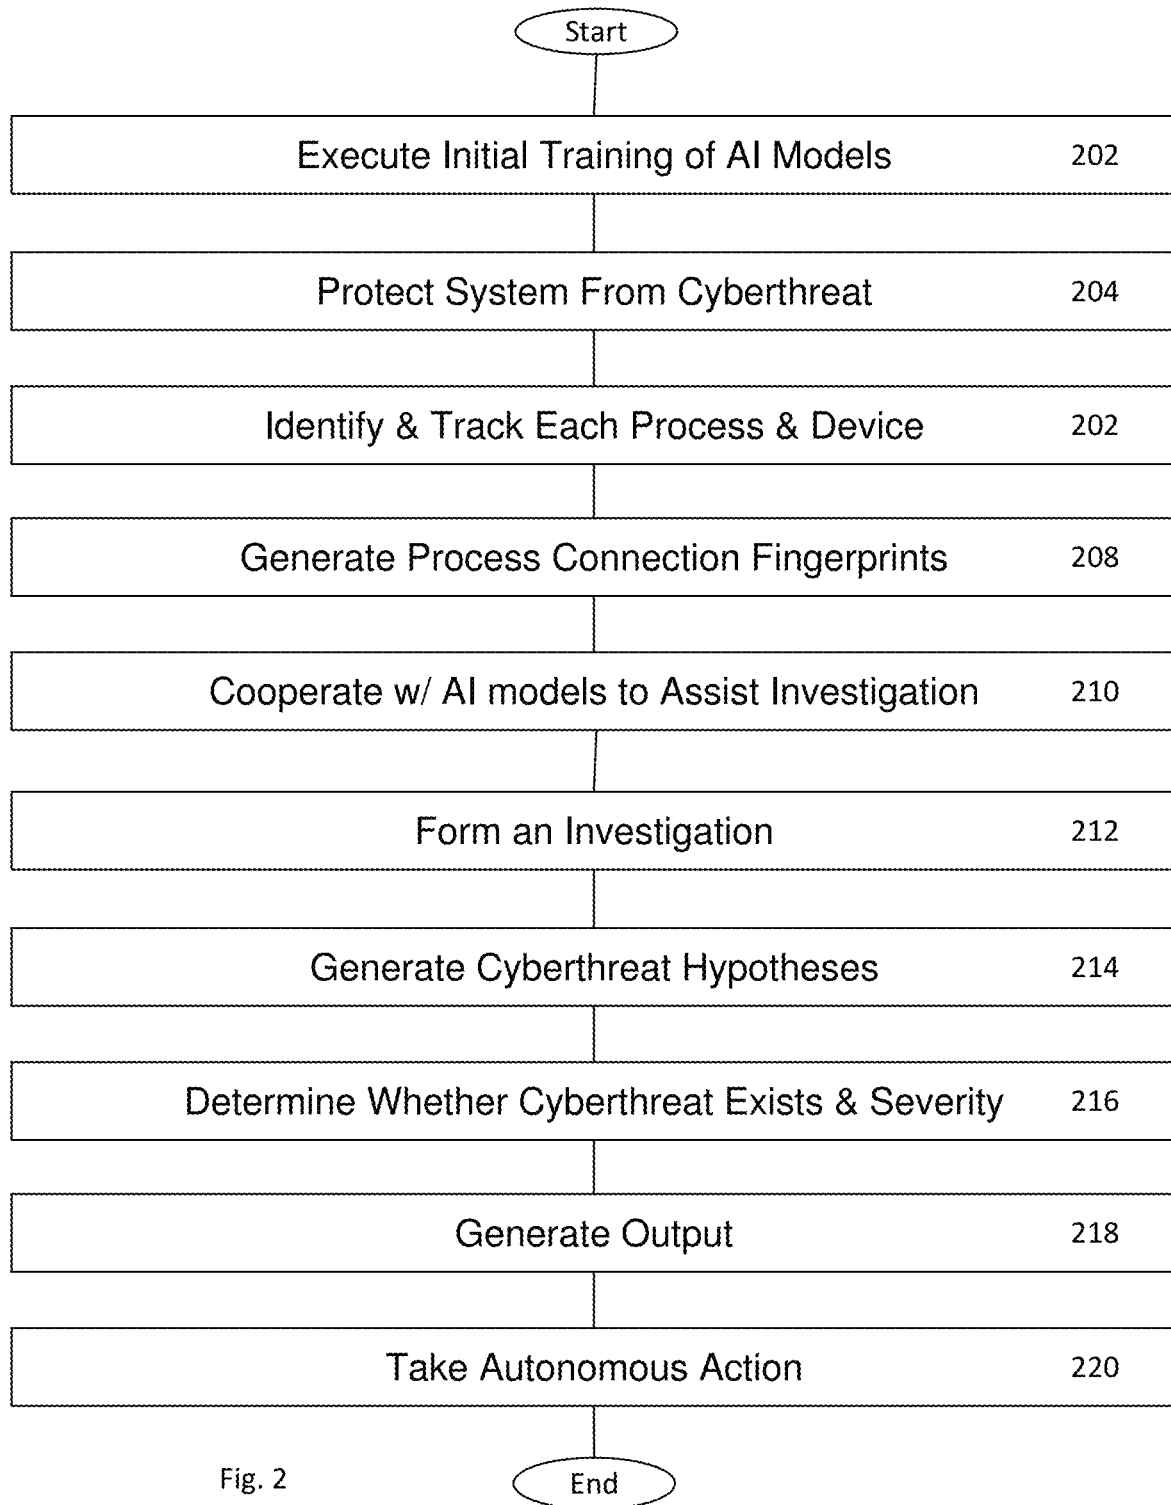 Start
Execute Initial Training of AI Models 202
Protect System From Cyberthreat 204
Identify & Track Each Process & Device 202
Generate Process Connection Fingerprints 208
Cooperate w/ AI models to Assist Investigation 210
Form an Investigation 212
Generate Cyberthreat Hypotheses 214
Determine Whether Cyberthreat Exists & Severity 216
Generate Output 218
Take Autonomous Action 220
Fig. 2
End